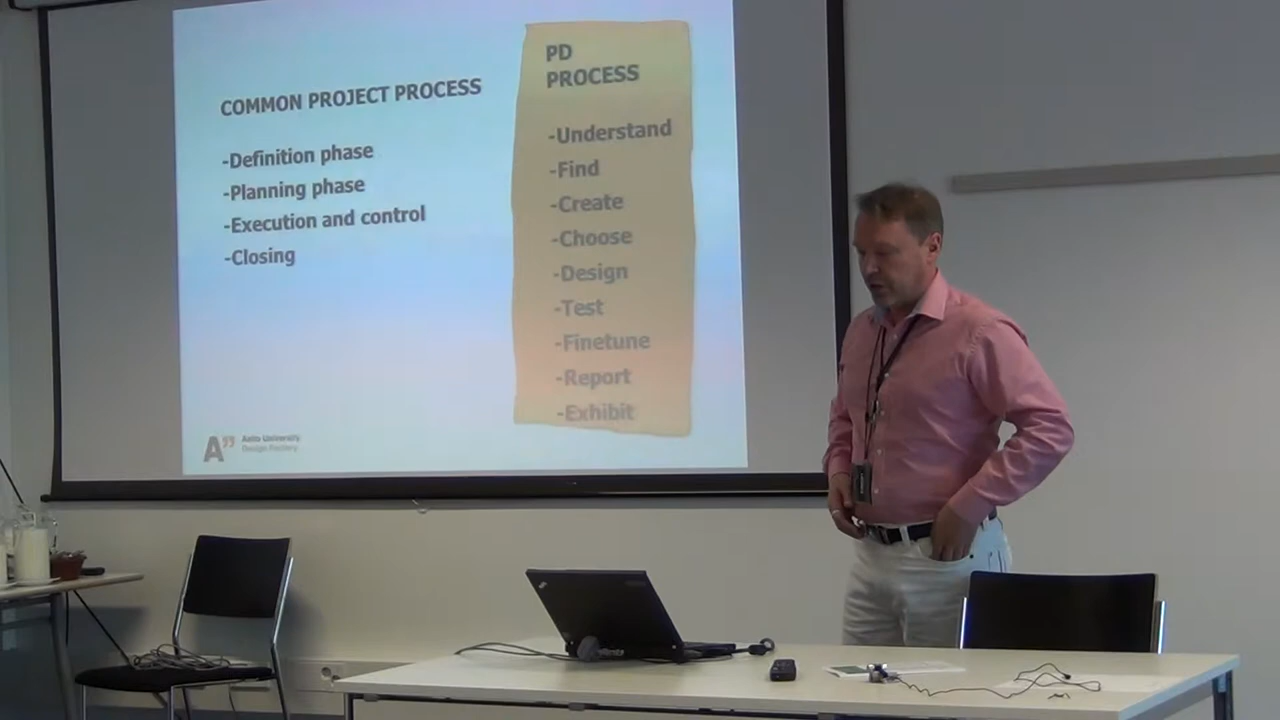 COMMON PROJECT PROCESS
-Definition phase
-Planning phase
-Execution and control
-Closing
PD
PROCESS
-Understand
-Find
-Create
-Choose
-Design
-Test
-Finetune
-Report
-Exhibit
A”
Aalto University
Design Factory